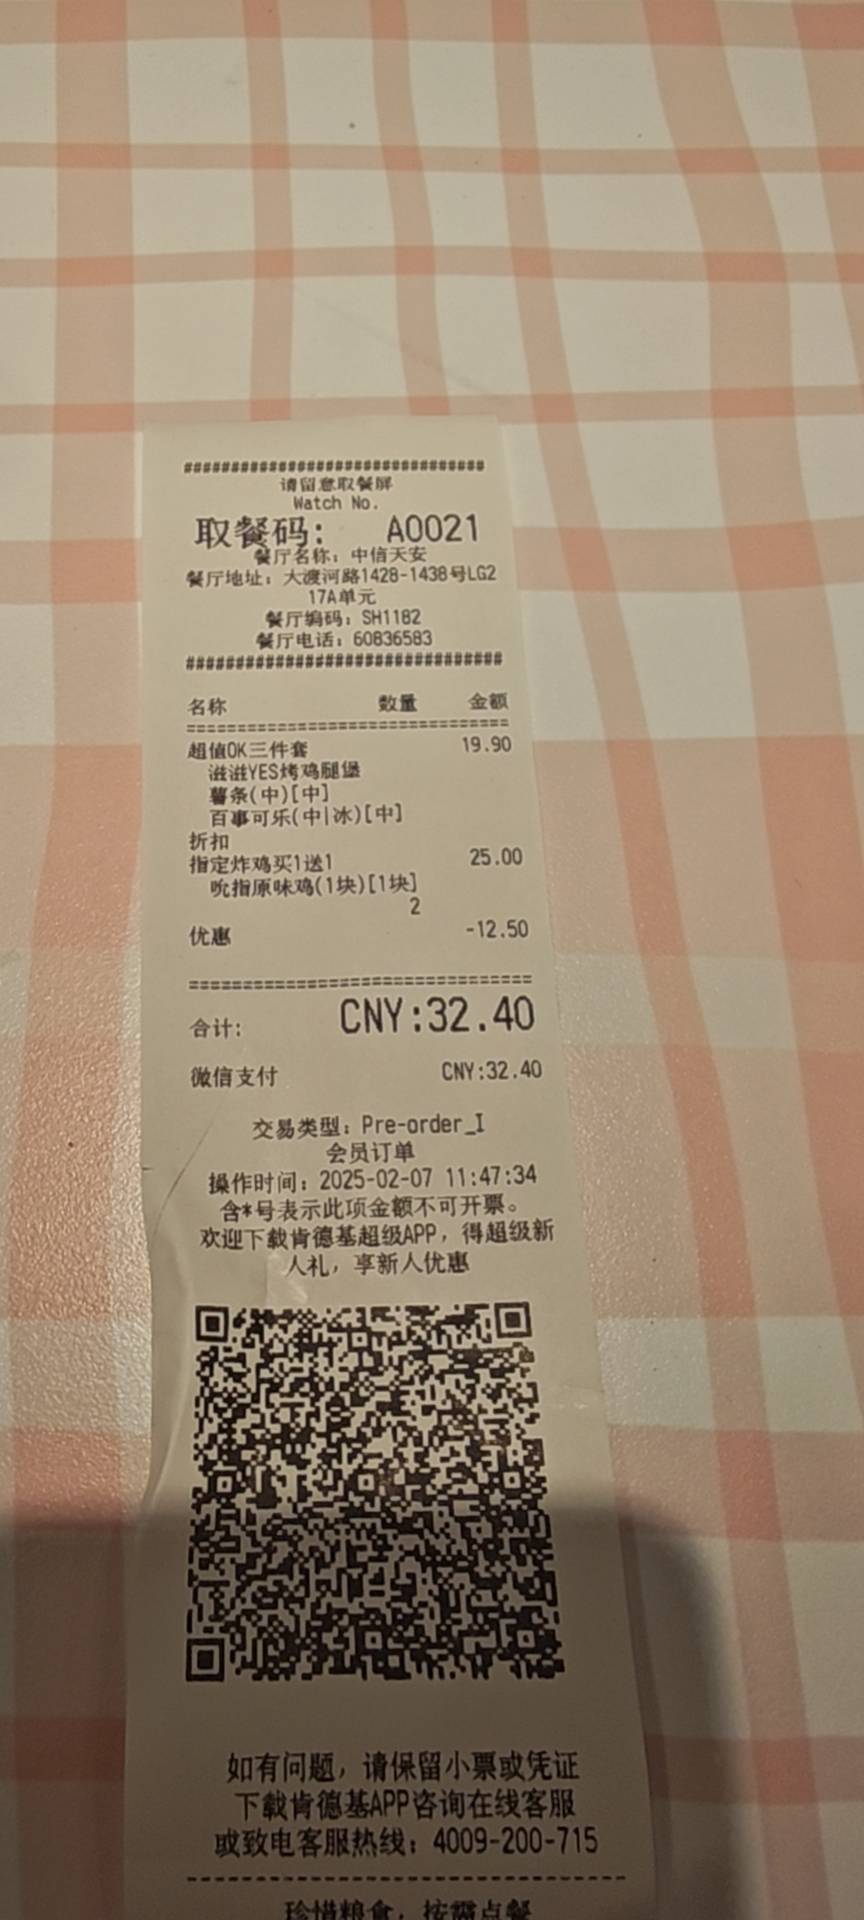 ################################
请留意取餐屏
Watch No.
取餐码: A0021
餐厅名称: 中信天安
餐厅地址: 大渡河路1428-1438号LG2
17A单元
餐厅编码: SH1182
餐厅电话: 60836583
################################
名称 数量 金额
================================
超值OK三件套 19.90
滋滋YES烤鸡腿堡
薯条(中)[中]
百事可乐(中|冰)[中]
折扣
指定炸鸡买1送1 25.00
吮指原味鸡(1块)[1块]
2
优惠 -12.50
================================
合计: CNY:32.40
微信支付 CNY:32.40
交易类型: Pre-order_I
会员订单
操作时间: 2025-02-07 11:47:34
含*号表示此项金额不可开票。
欢迎下载肯德基超级APP，得超级新
人礼，享新人优惠
如有问题，请保留小票或凭证
下载肯德基APP咨询在线客服
或致电客服热线: 4009-200-715
--------------------------------
珍惜粮食，按需点餐